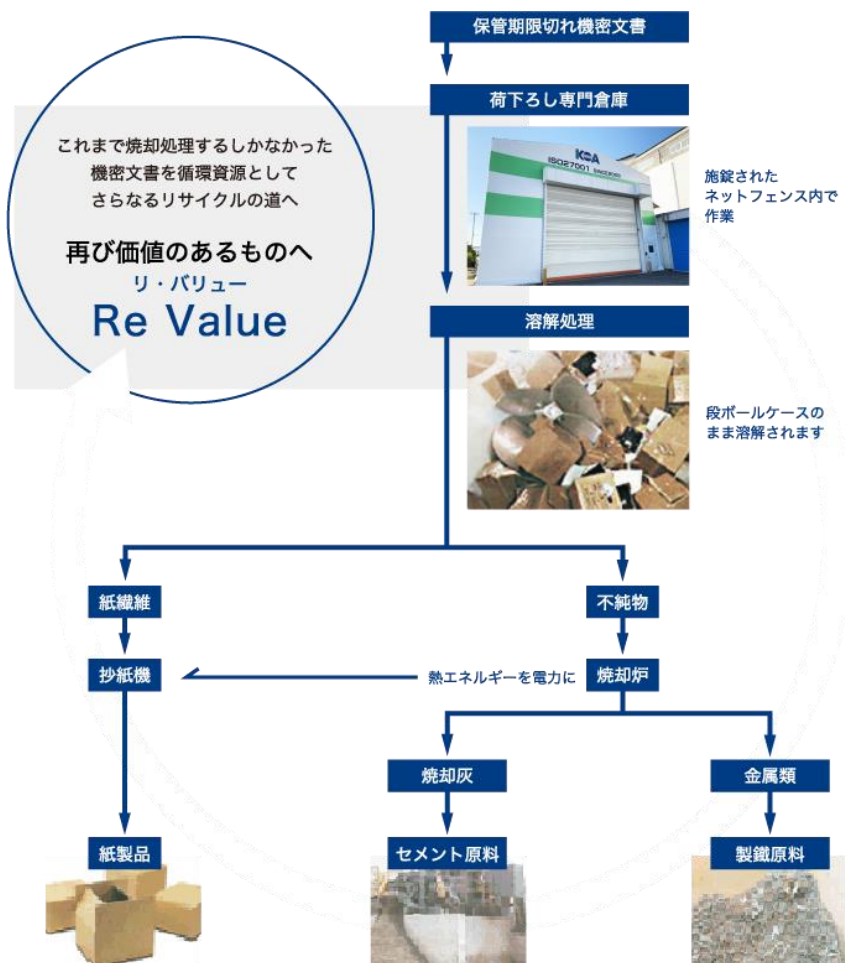 保管期限切れ機密文書
荷下ろし専門倉庫
これまで焼却処理するしかなかった
機密文書を循環資源として
さらなるリサイクルの道へ
再び価値のあるものへ
リ・バリュー
Re Value
ISO27001
施錠された
ネットフェンス内で
作業
溶解処理
段ボールケースの
まま溶解されます
紙繊維
不純物
抄紙機
熱エネルギーを電力に
焼却炉
焼却灰
金属類
紙製品
セメント原料
製鐵原料